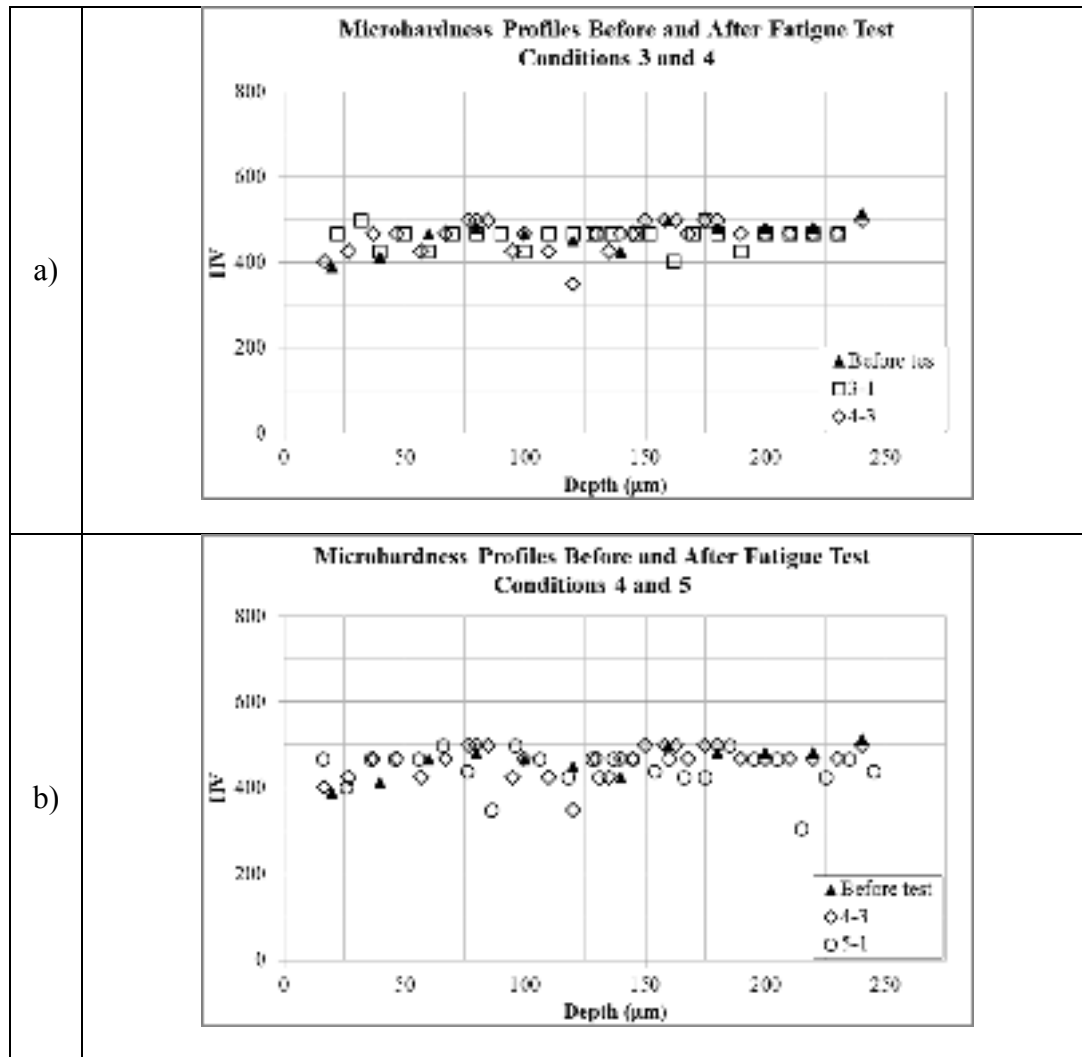 a)
Microhardness Profiles Before and After Fatigue Test
Conditions 3 and 4
800
600
400
200
0
HV
0 50 100 150 200 250
Depth (μm)
Before tes
3-1
4-3
b)
Microhardness Profiles Before and After Fatigue Test
Conditions 4 and 5
800
600
400
200
0
HV
0 50 100 150 200 250
Depth (μm)
Before test
4-3
5-1